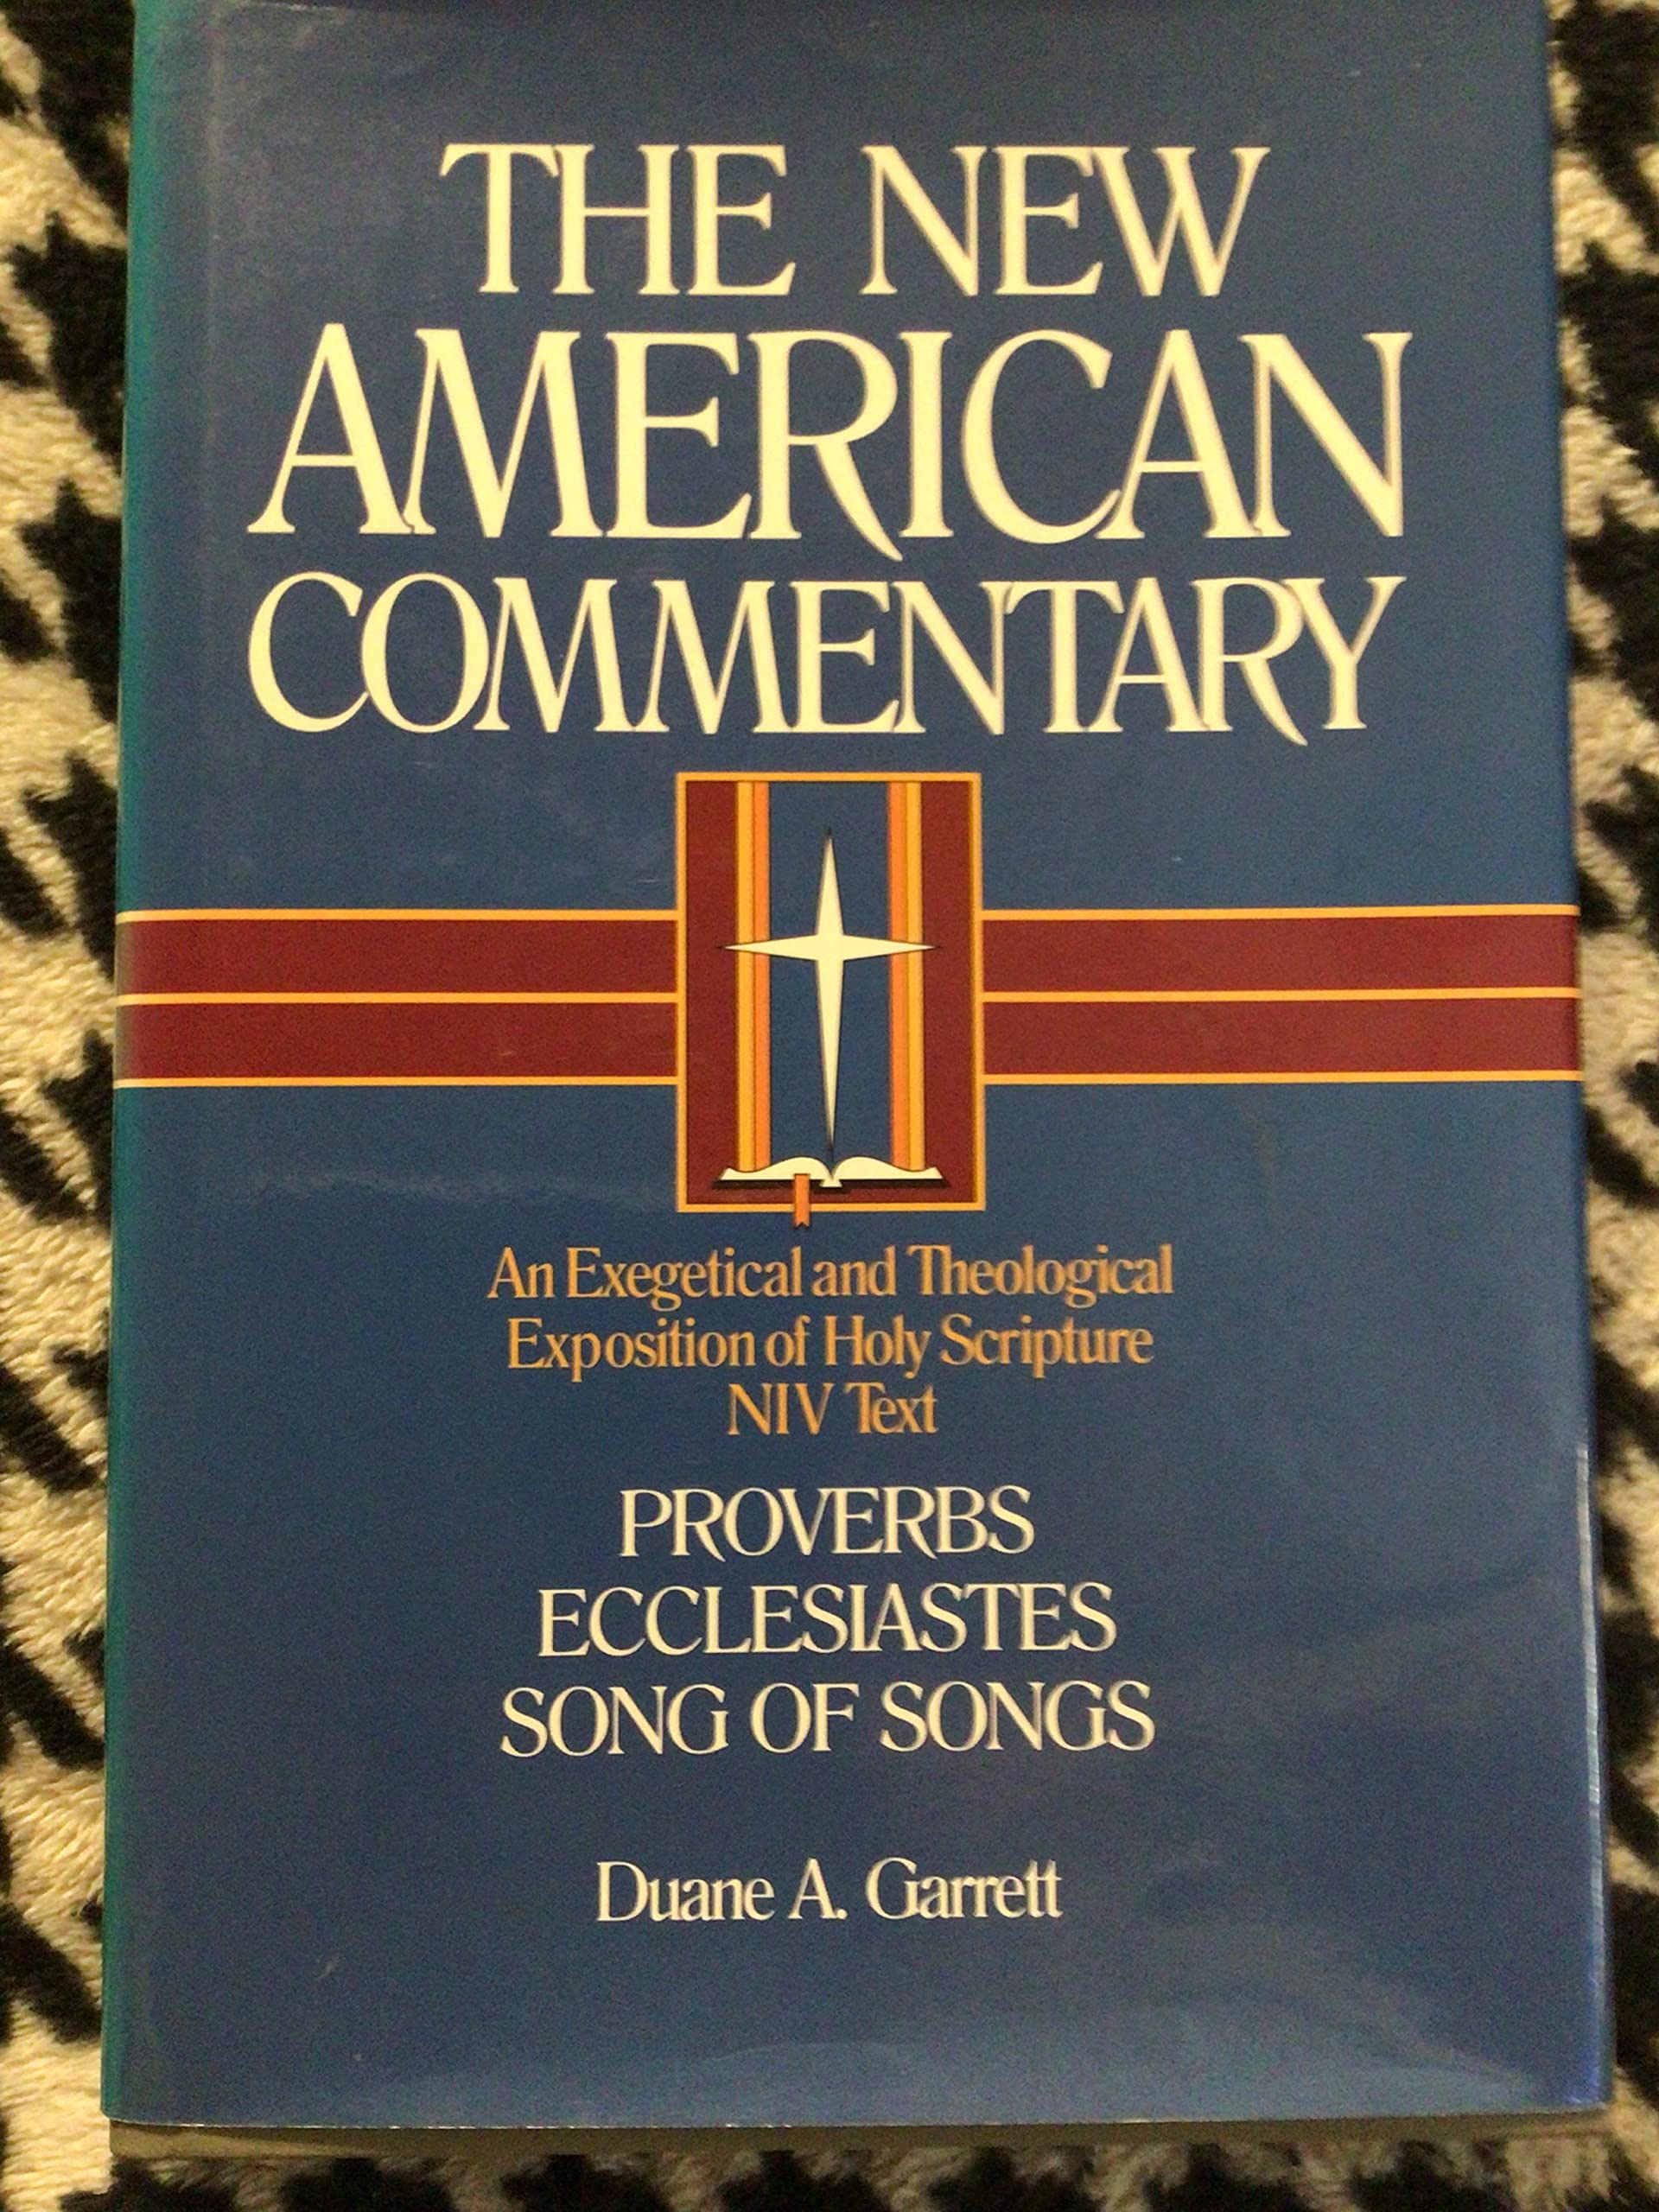 THE NEW
AMERICAN
COMMENTARY
An Exegetical and Theological
Exposition of Holy Scripture
NIV Text
PROVERBS
ECCLESIASTES
SONG OF SONGS
Duane A. Garrett